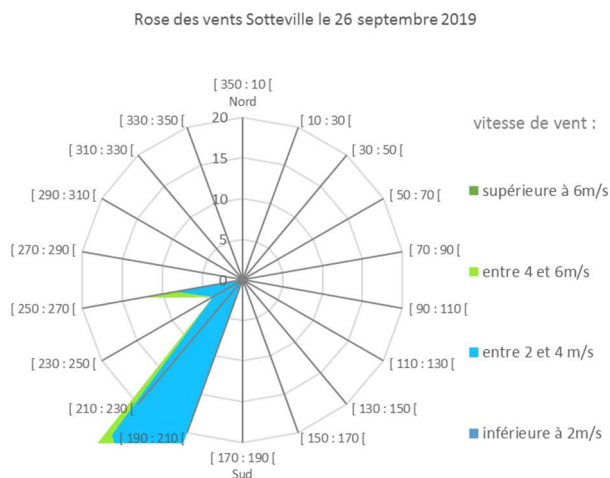 Rose des vents Sotteville le 26 septembre 2019
[ 350 : 10 [
Nord
[ 330 : 350 [
[ 10 : 30 [
[ 310 : 330 [
[ 30 : 50 [
[ 290 : 310 [
[ 50 : 70 [
[ 270 : 290 [
[ 70 : 90 [
[ 250 : 270 [
[ 90 : 110 [
[ 230 : 250 [
[ 110 : 130 [
[ 210 : 230 [
[ 130 : 150 [
[ 190 : 210 [
[ 150 : 170 [
[ 170 : 190 [
Sud
20
15
10
5
0
vitesse de vent :
supérieure à 6m/s
entre 4 et 6m/s
entre 2 et 4 m/s
inférieure à 2m/s